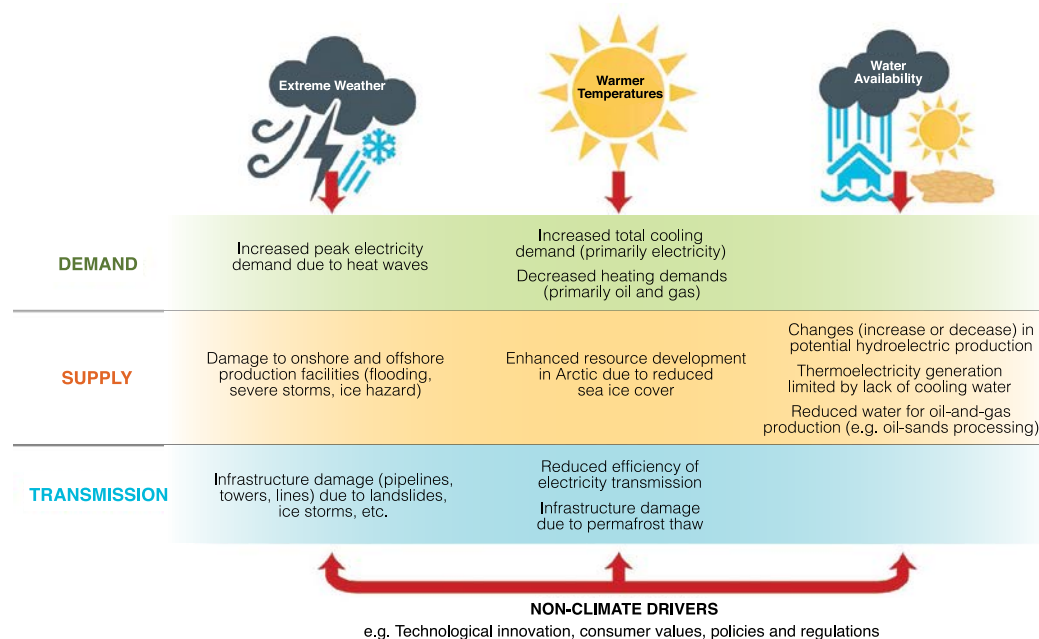 Extreme Weather
Warmer
Temperatures
Water
Availability
DEMAND
Increased peak electricity
demand due to heat waves
Increased total cooling
demand (primarily electricity)
Decreased heating demands
(primarily oil and gas)
SUPPLY
Damage to onshore and offshore
production facilities (flooding,
severe storms, ice hazard)
Enhanced resource development
in Arctic due to reduced
sea ice cover
Changes (increase or decease) in
potential hydroelectric production
Thermoelectricity generation
limited by lack of cooling water
Reduced water for oil-and-gas
production (e.g. oil-sands processing)
TRANSMISSION
Infrastructure damage (pipelines,
towers, lines) due to landslides,
ice storms, etc.
Reduced efficiency of
electricity transmission
Infrastructure damage
due to permafrost thaw
NON-CLIMATE DRIVERS
e.g. Technological innovation, consumer values, policies and regulations